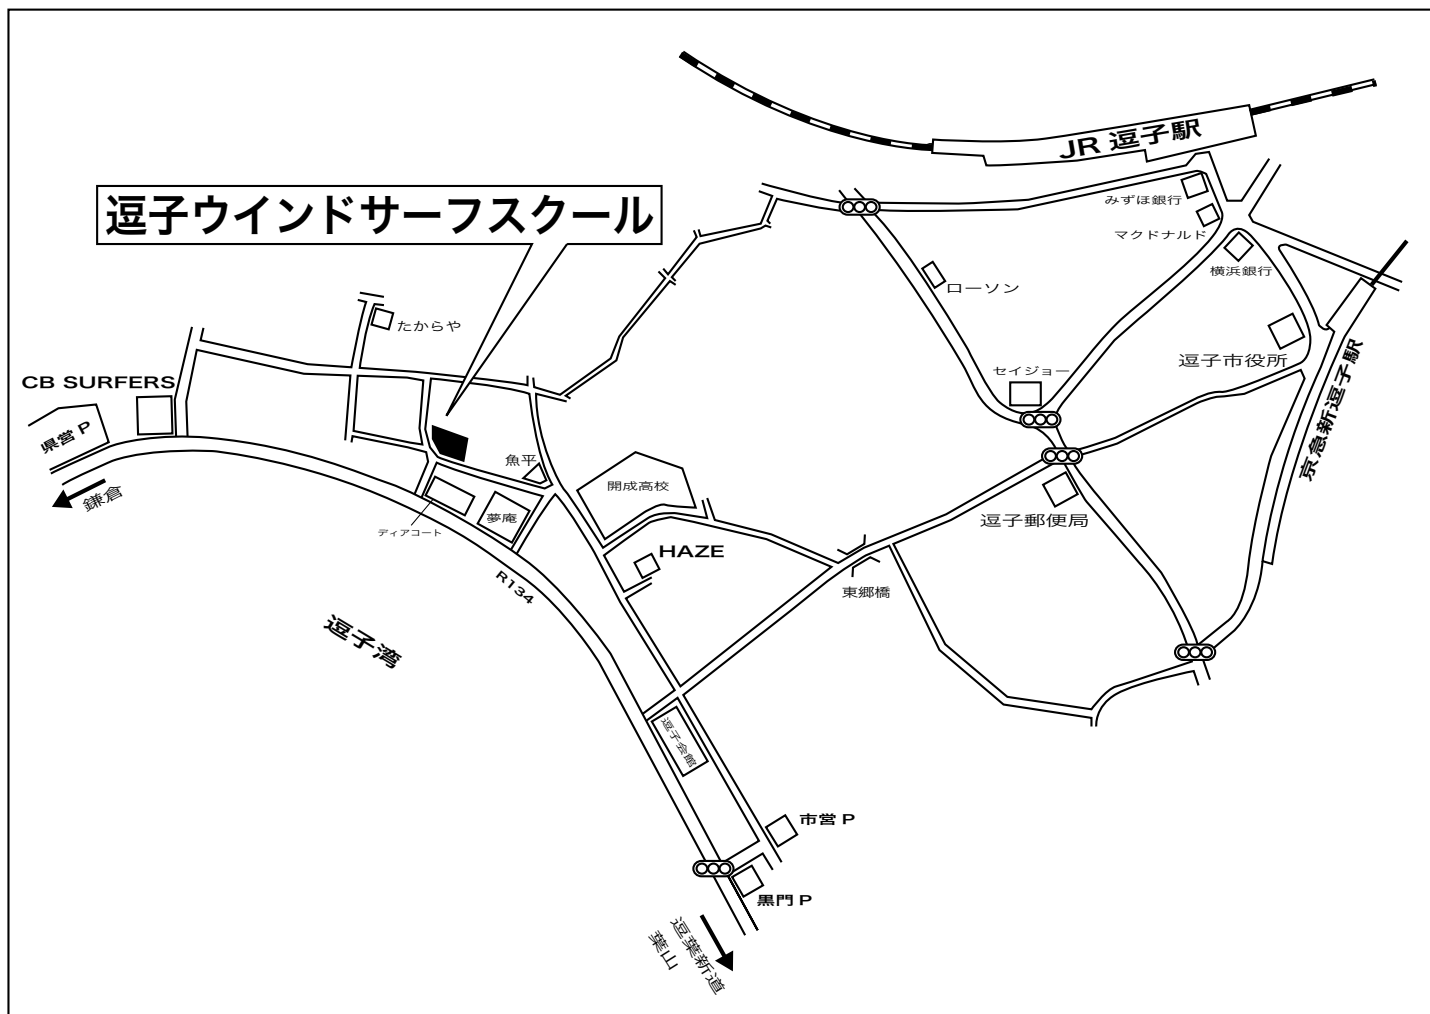 JR 逗子駅
みずほ銀行
マクドナルド
横浜銀行
逗子ウインドサーフスクール
ローソン
たからや
逗子市役所
セイジョー
CB SURFERS
京急新逗子駅
県営 P
魚平
開成高校
鎌倉
夢庵
逗子郵便局
ディアコート
HAZE
R134
東郷橋
逗子湾
逗子会館
市営 P
黒門 P
逗葉新道
葉山